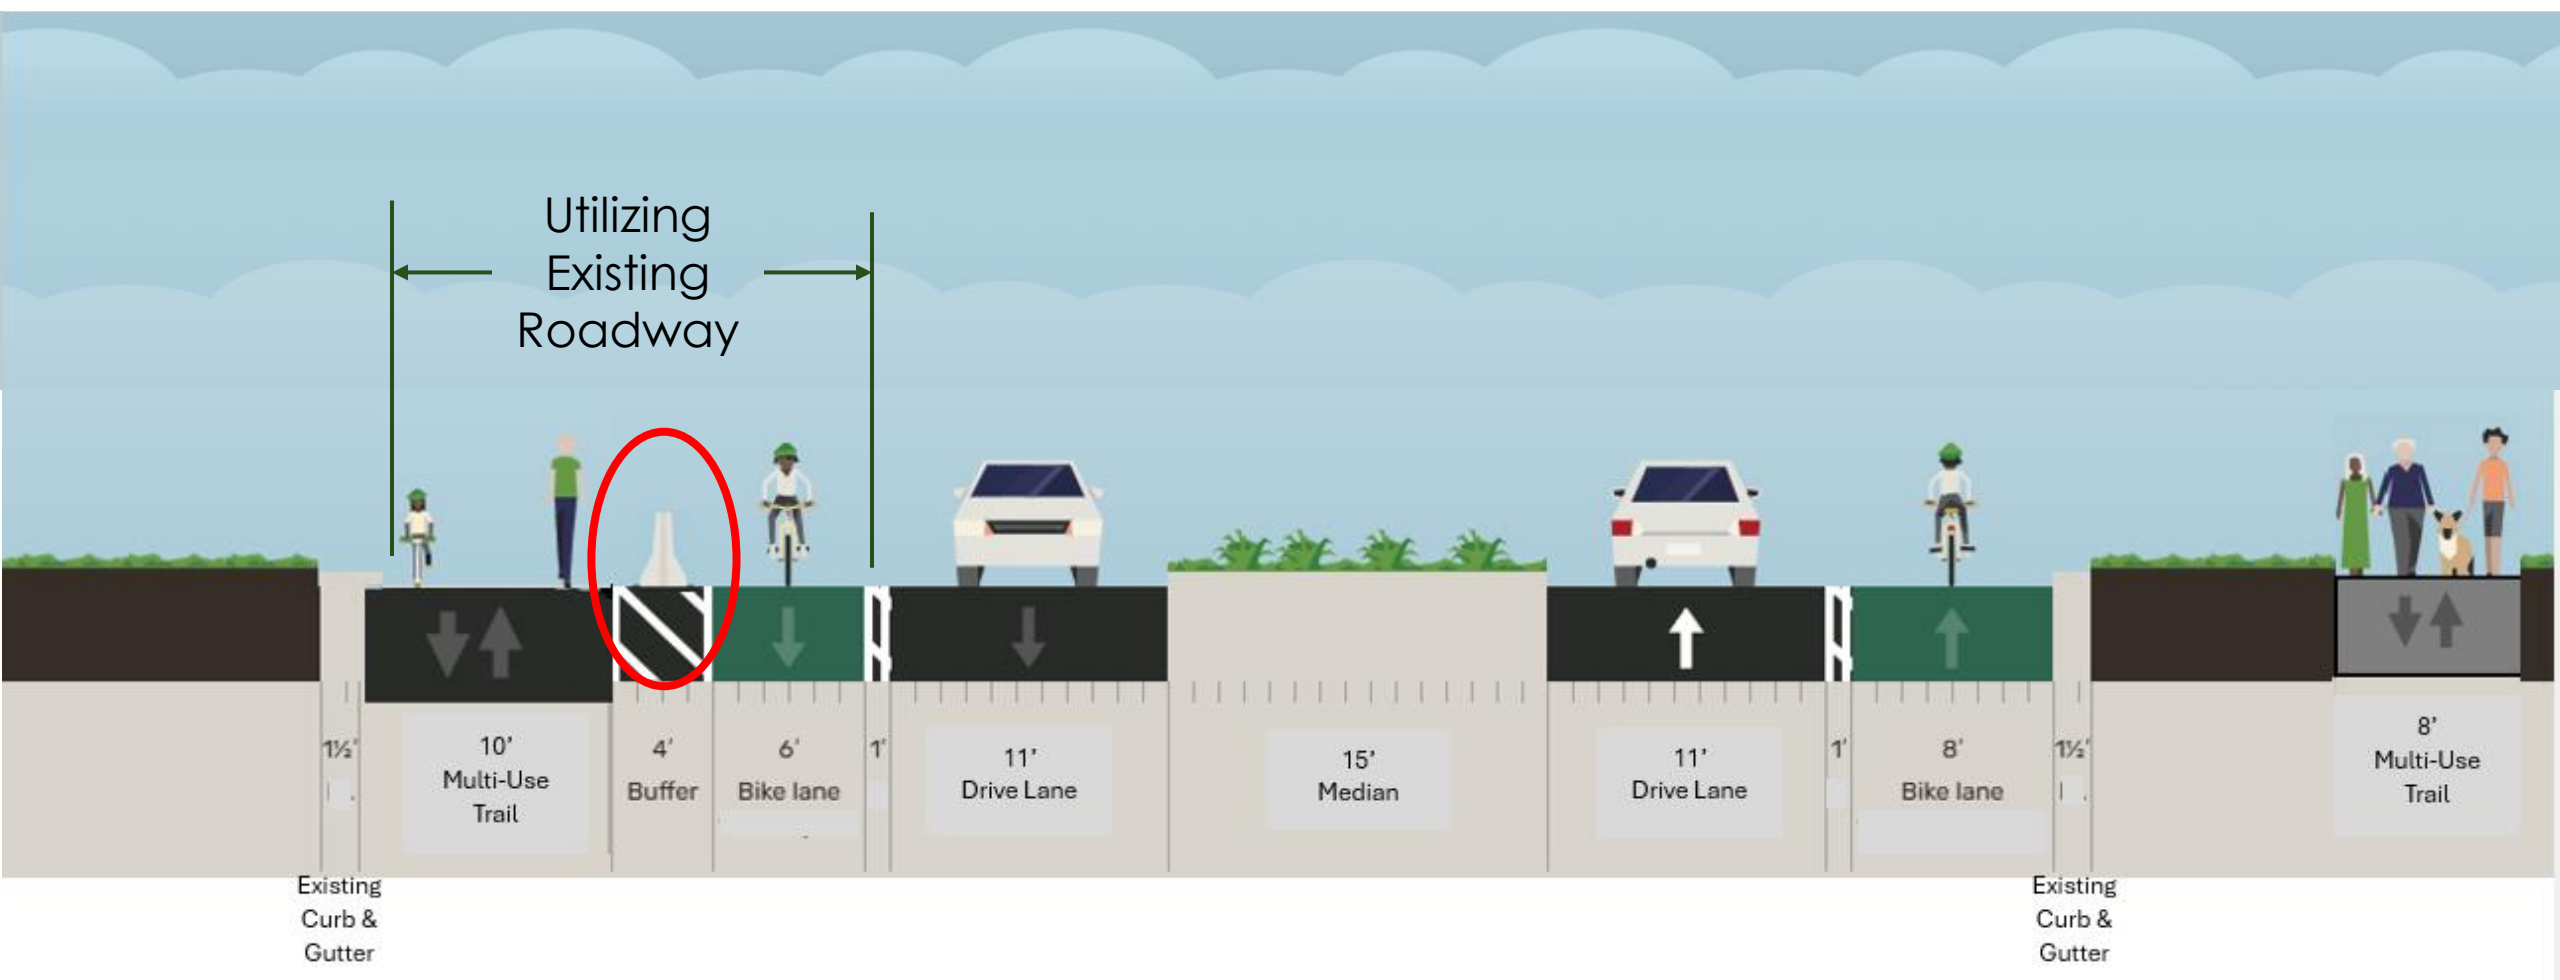 Utilizing
Existing
Roadway
1½'
10'
Multi-Use
Trail
4'
Buffer
6'
Bike lane
1'
11'
Drive Lane
15'
Median
11'
Drive Lane
1'
8'
Bike lane
1½'
8'
Multi-Use
Trail
Existing
Curb &
Gutter
Existing
Curb &
Gutter